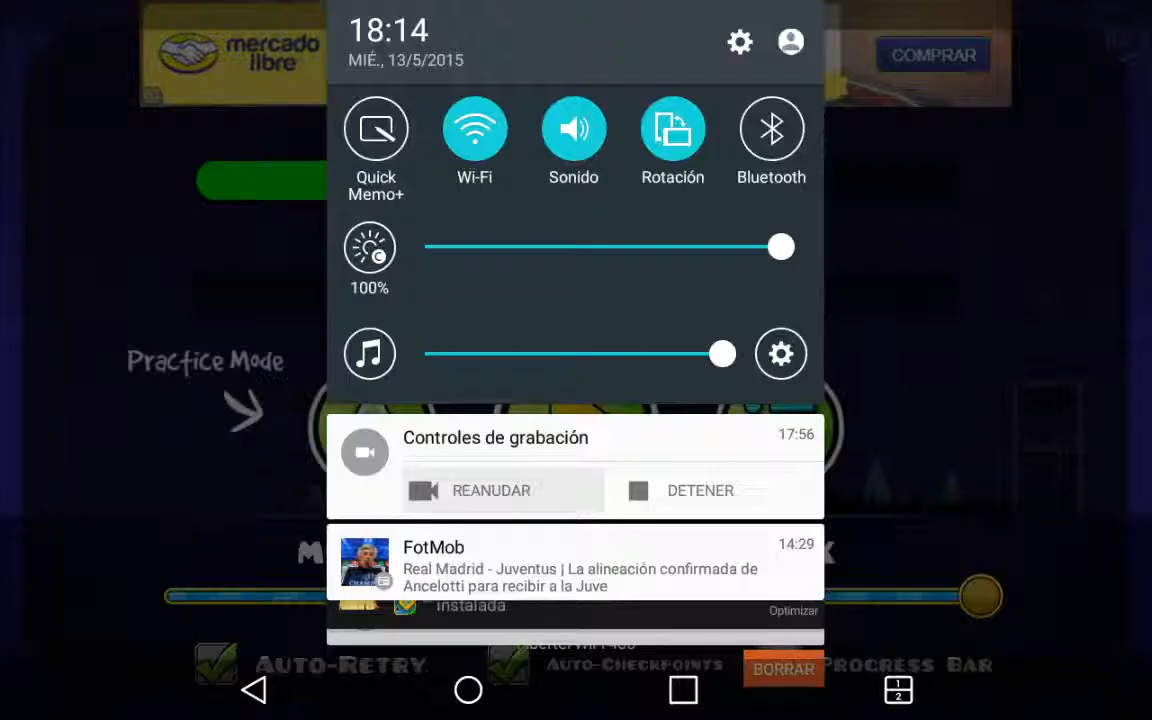 mercado
libre
COMPRAR
18:14
MIÉ., 13/5/2015
Quick
Memo+
Wi-Fi
Sonido
Rotación
Bluetooth
100%
Practice Mode
Controles de grabación
17:56
REANUDAR
DETENER
FotMob
14:29
Real Madrid - Juventus | La alineación confirmada de
Ancelotti para recibir a la Juve
Instalada
Optimizar
Auto-Retry
Auto-Checkpoints
BORRAR
Progress Bar
1
2